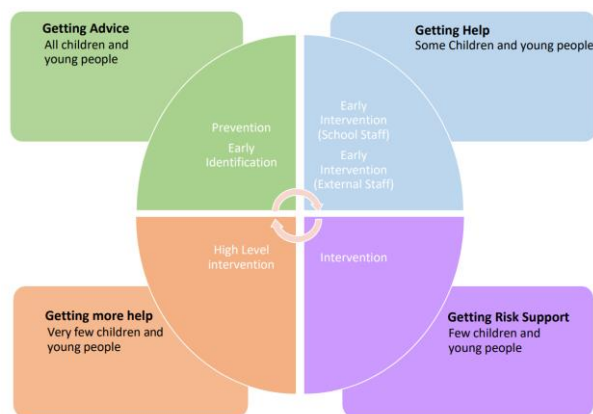 Getting Advice
All children and
young people
Getting Help
Some Children and young people
Prevention
Early
Identification
Early
Intervention
(School Staff)
Early
Intervention
(External Staff)
High Level
intervention
Intervention
Getting more help
Very few children and
young people
Getting Risk Support
Few children and
young people